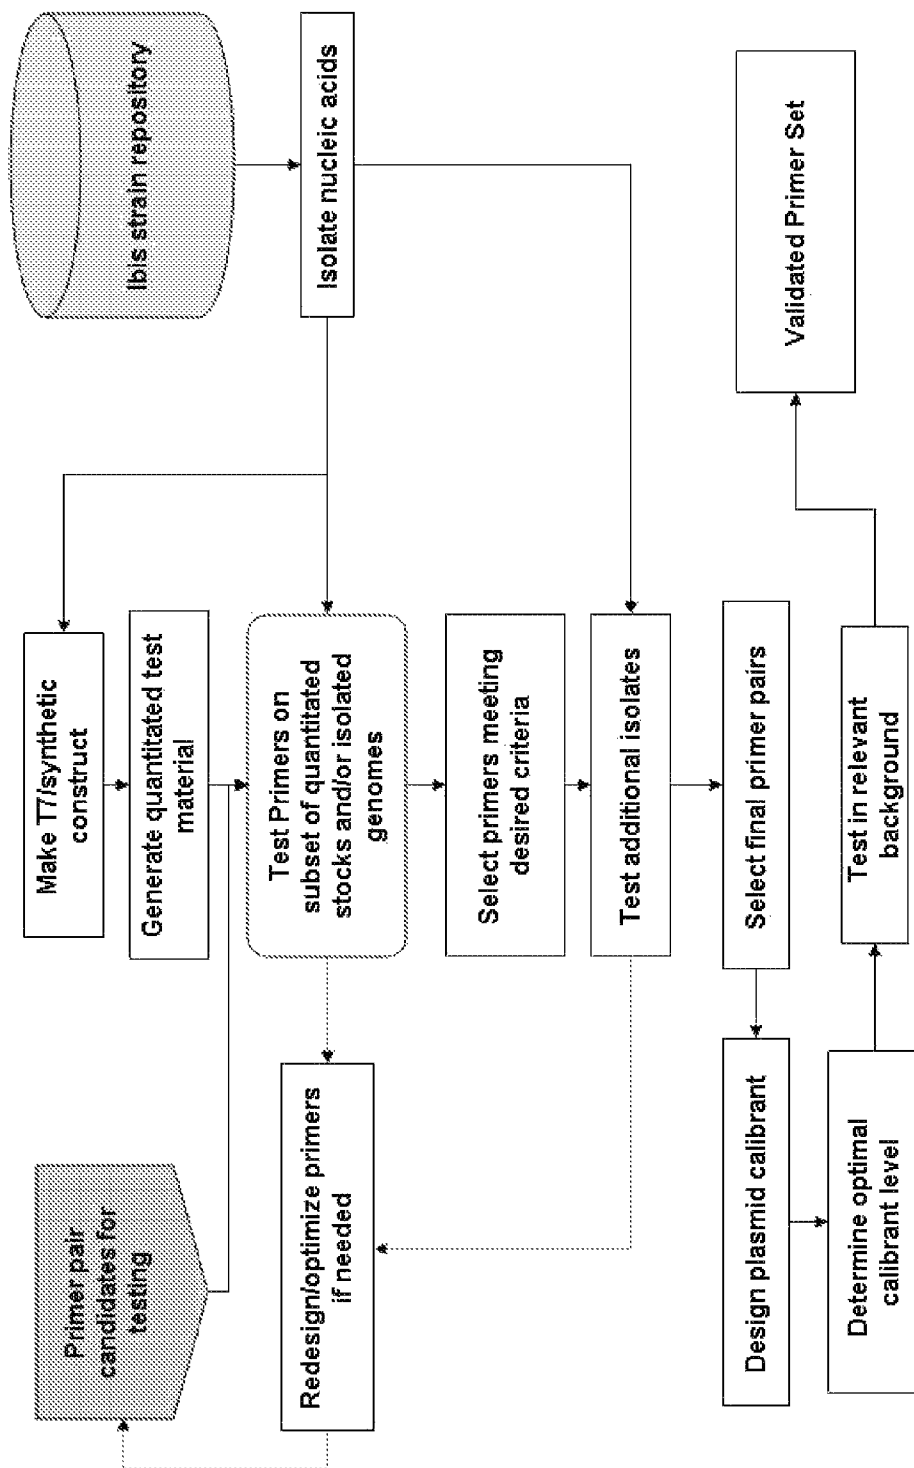 Primer pair
candidates for
testing
Make T7/synthetic
construct
Ibis strain repository
Generate quantitated test
material
Isolate nucleic acids
Redesign/optimize primers
if needed
Test Primers on
subset of quantitated
stocks and/or isolated
genomes
Select primers meeting
desired criteria
Test additional isolates
Design plasmid calibrant
Select final primer pairs
Validated Primer Set
Determine optimal
calibrant level
Test in relevant
background